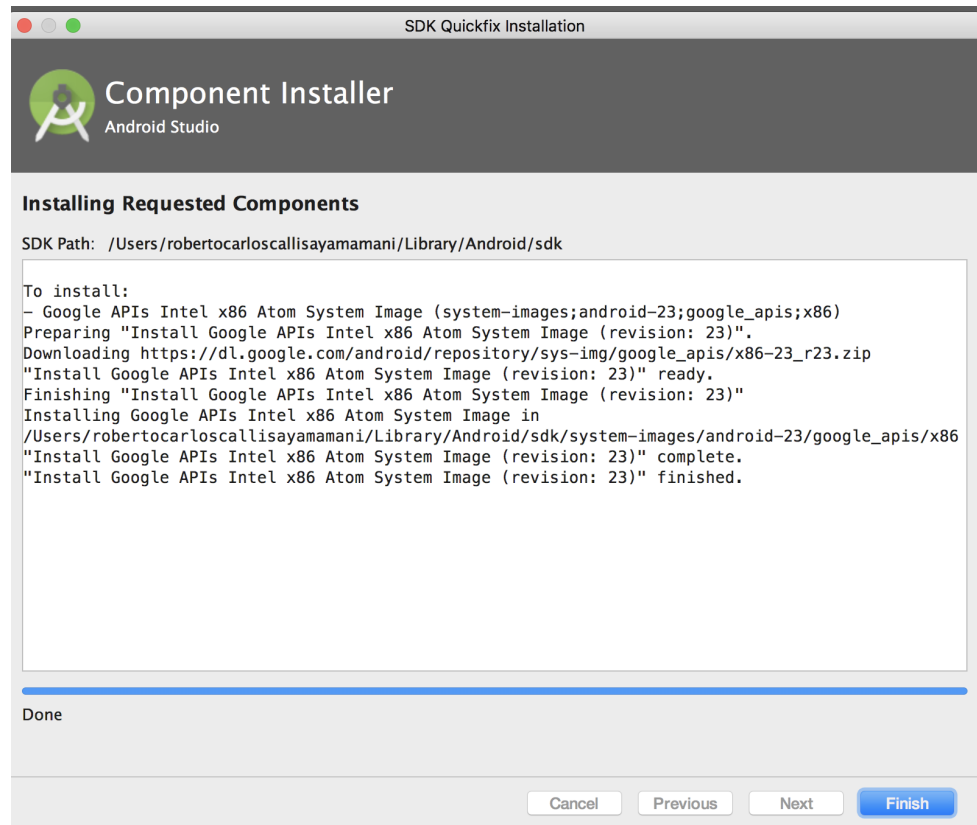 SDK Quickfix Installation
Component Installer
Android Studio
Installing Requested Components
SDK Path: /Users/robertocarloscallisayamamani/Library/Android/sdk
To install:
– Google APIs Intel x86 Atom System Image (system-images;android-23;google_apis;x86)
Preparing "Install Google APIs Intel x86 Atom System Image (revision: 23)".
Downloading https://dl.google.com/android/repository/sys-img/google_apis/x86-23_r23.zip
"Install Google APIs Intel x86 Atom System Image (revision: 23)" ready.
Finishing "Install Google APIs Intel x86 Atom System Image (revision: 23)"
Installing Google APIs Intel x86 Atom System Image in
/Users/robertocarloscallisayamamani/Library/Android/sdk/system-images/android-23/google_apis/x86
"Install Google APIs Intel x86 Atom System Image (revision: 23)" complete.
"Install Google APIs Intel x86 Atom System Image (revision: 23)" finished.
Done
Cancel Previous Next Finish